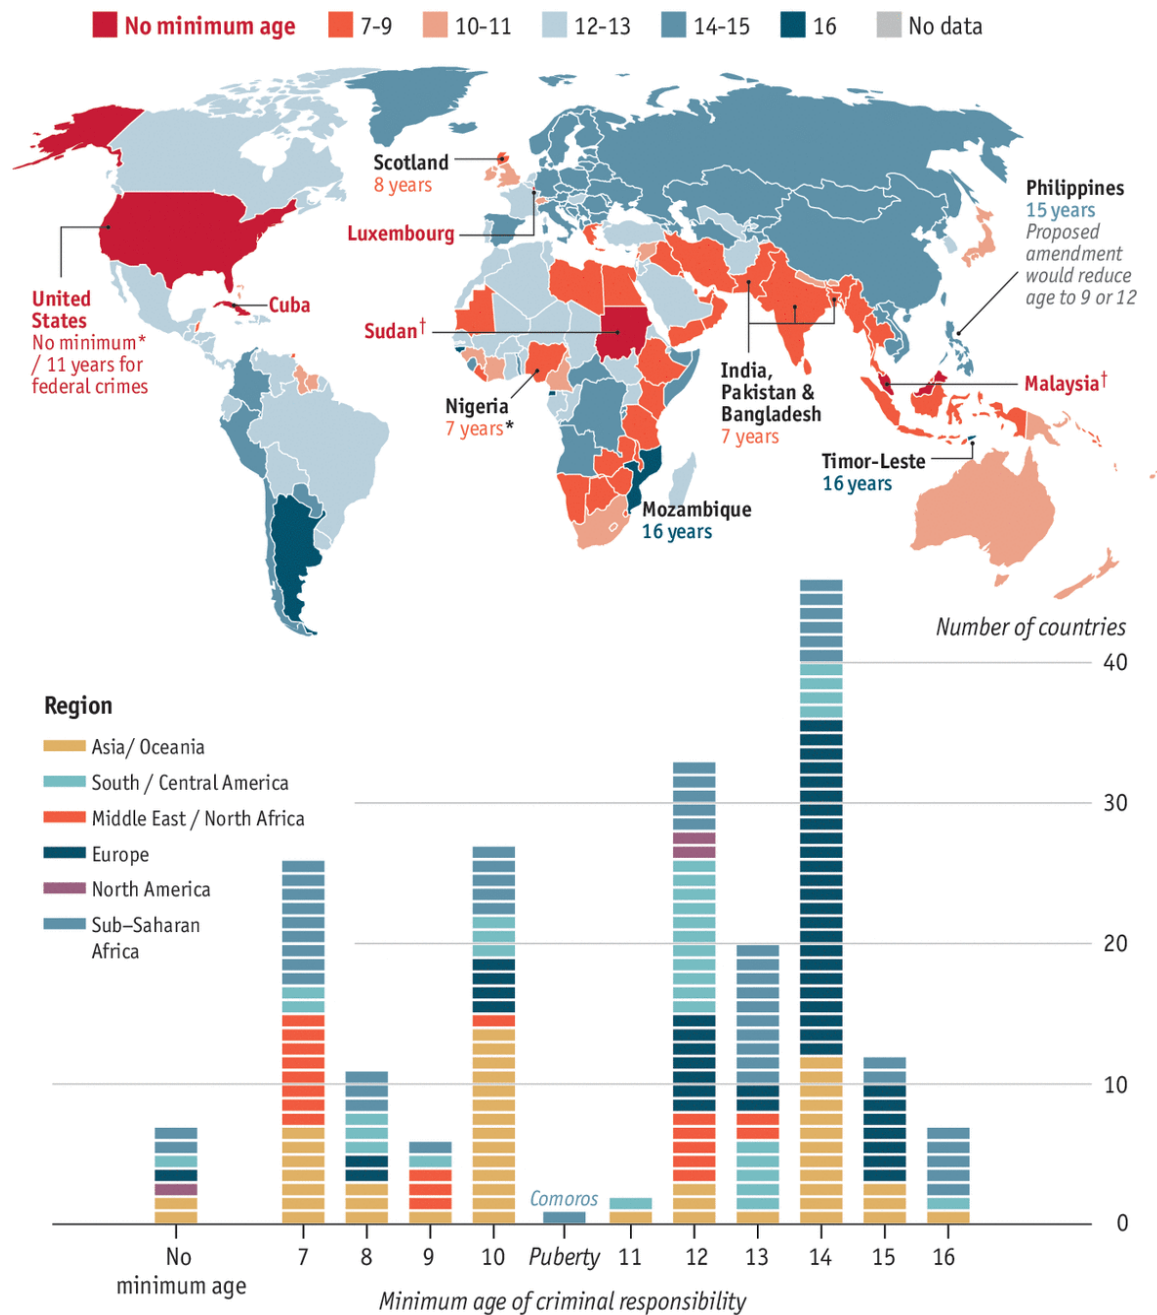 No minimum age 7-9 10-11 12-13 14-15 16 No data
Scotland
8 years
Luxembourg
Philippines
15 years
Proposed
amendment
would reduce
age to 9 or 12
United
States
No minimum*
/ 11 years for
federal crimes
Cuba
Sudan†
Nigeria
7 years*
India,
Pakistan &
Bangladesh
7 years
Malaysia†
Timor-Leste
16 years
Mozambique
16 years
Number of countries
40
30
20
10
0
Region
Asia/ Oceania
South / Central America
Middle East / North Africa
Europe
North America
Sub–Saharan
Africa
Comoros
No
minimum age
7 8 9 10 Puberty 11 12 13 14 15 16
Minimum age of criminal responsibility